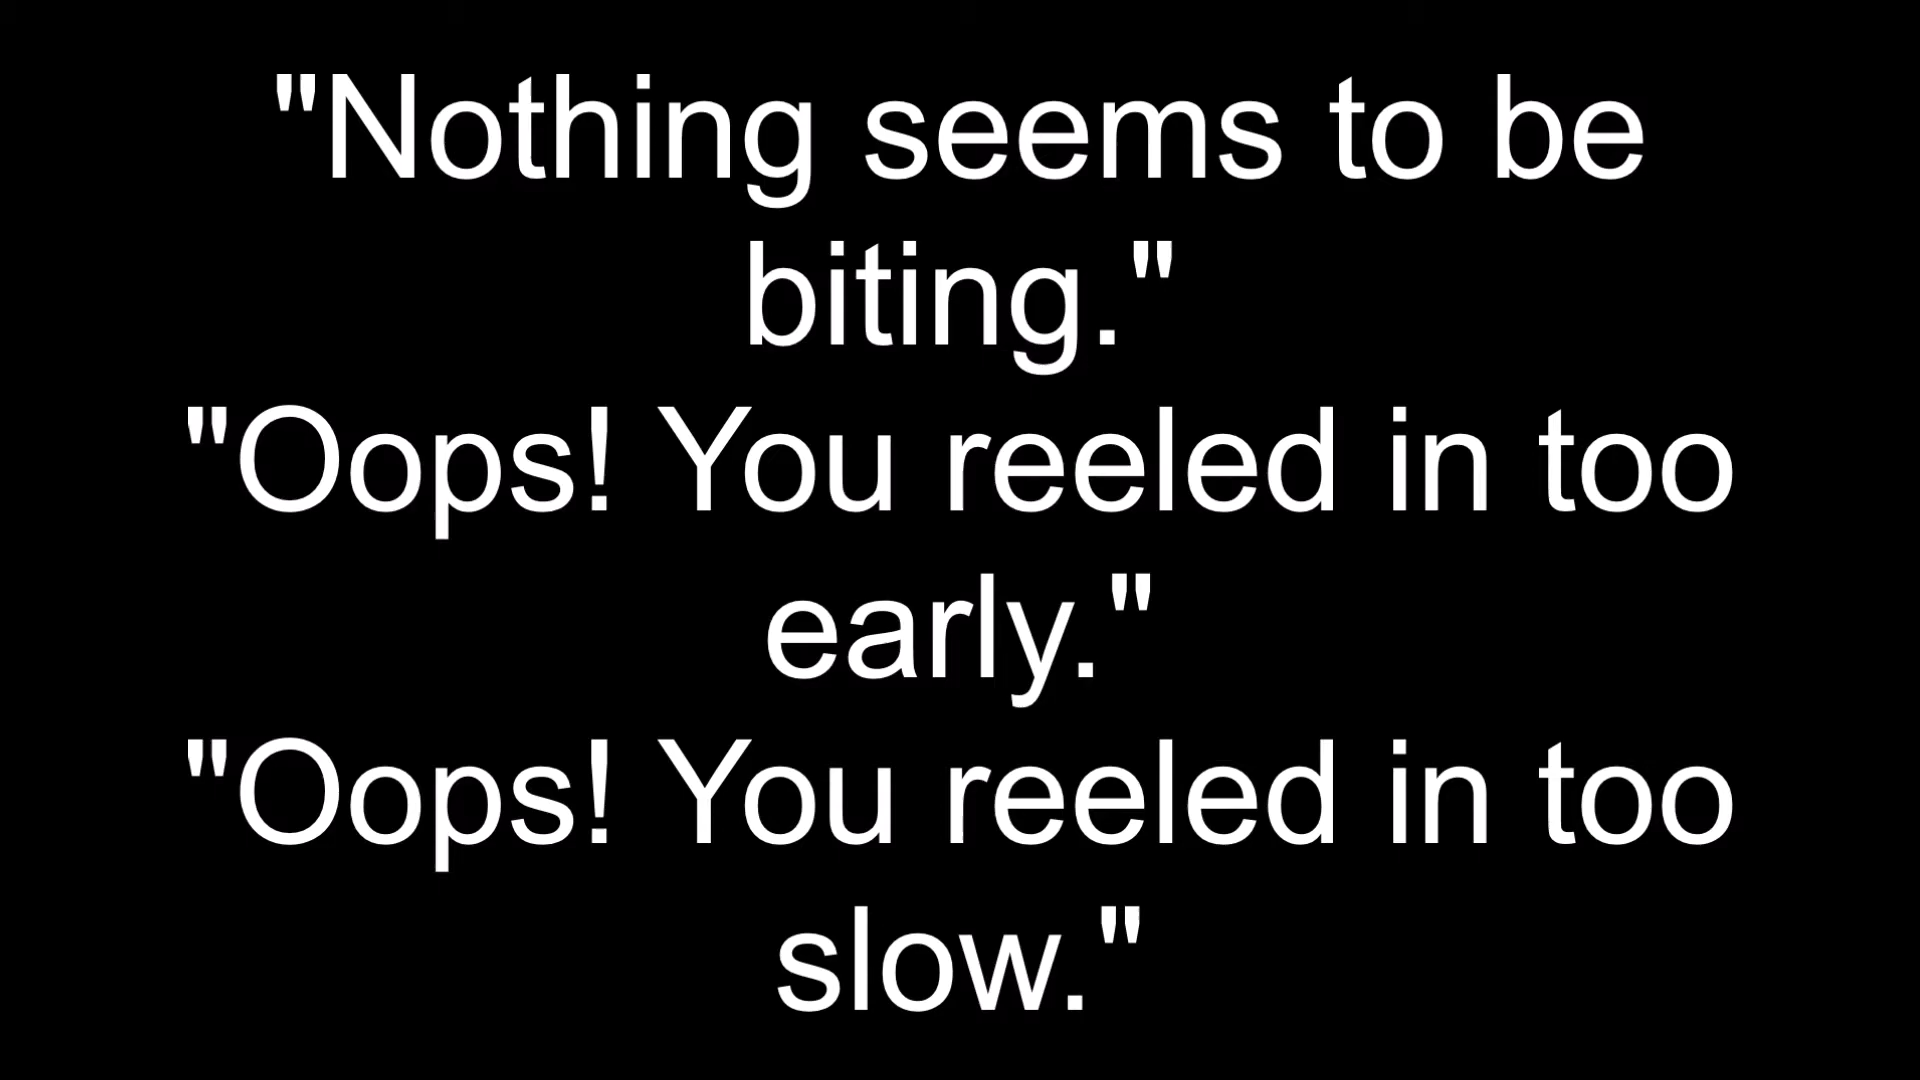 "Nothing seems to be
biting."
"Oops! You reeled in too
early."
"Oops! You reeled in too
slow."